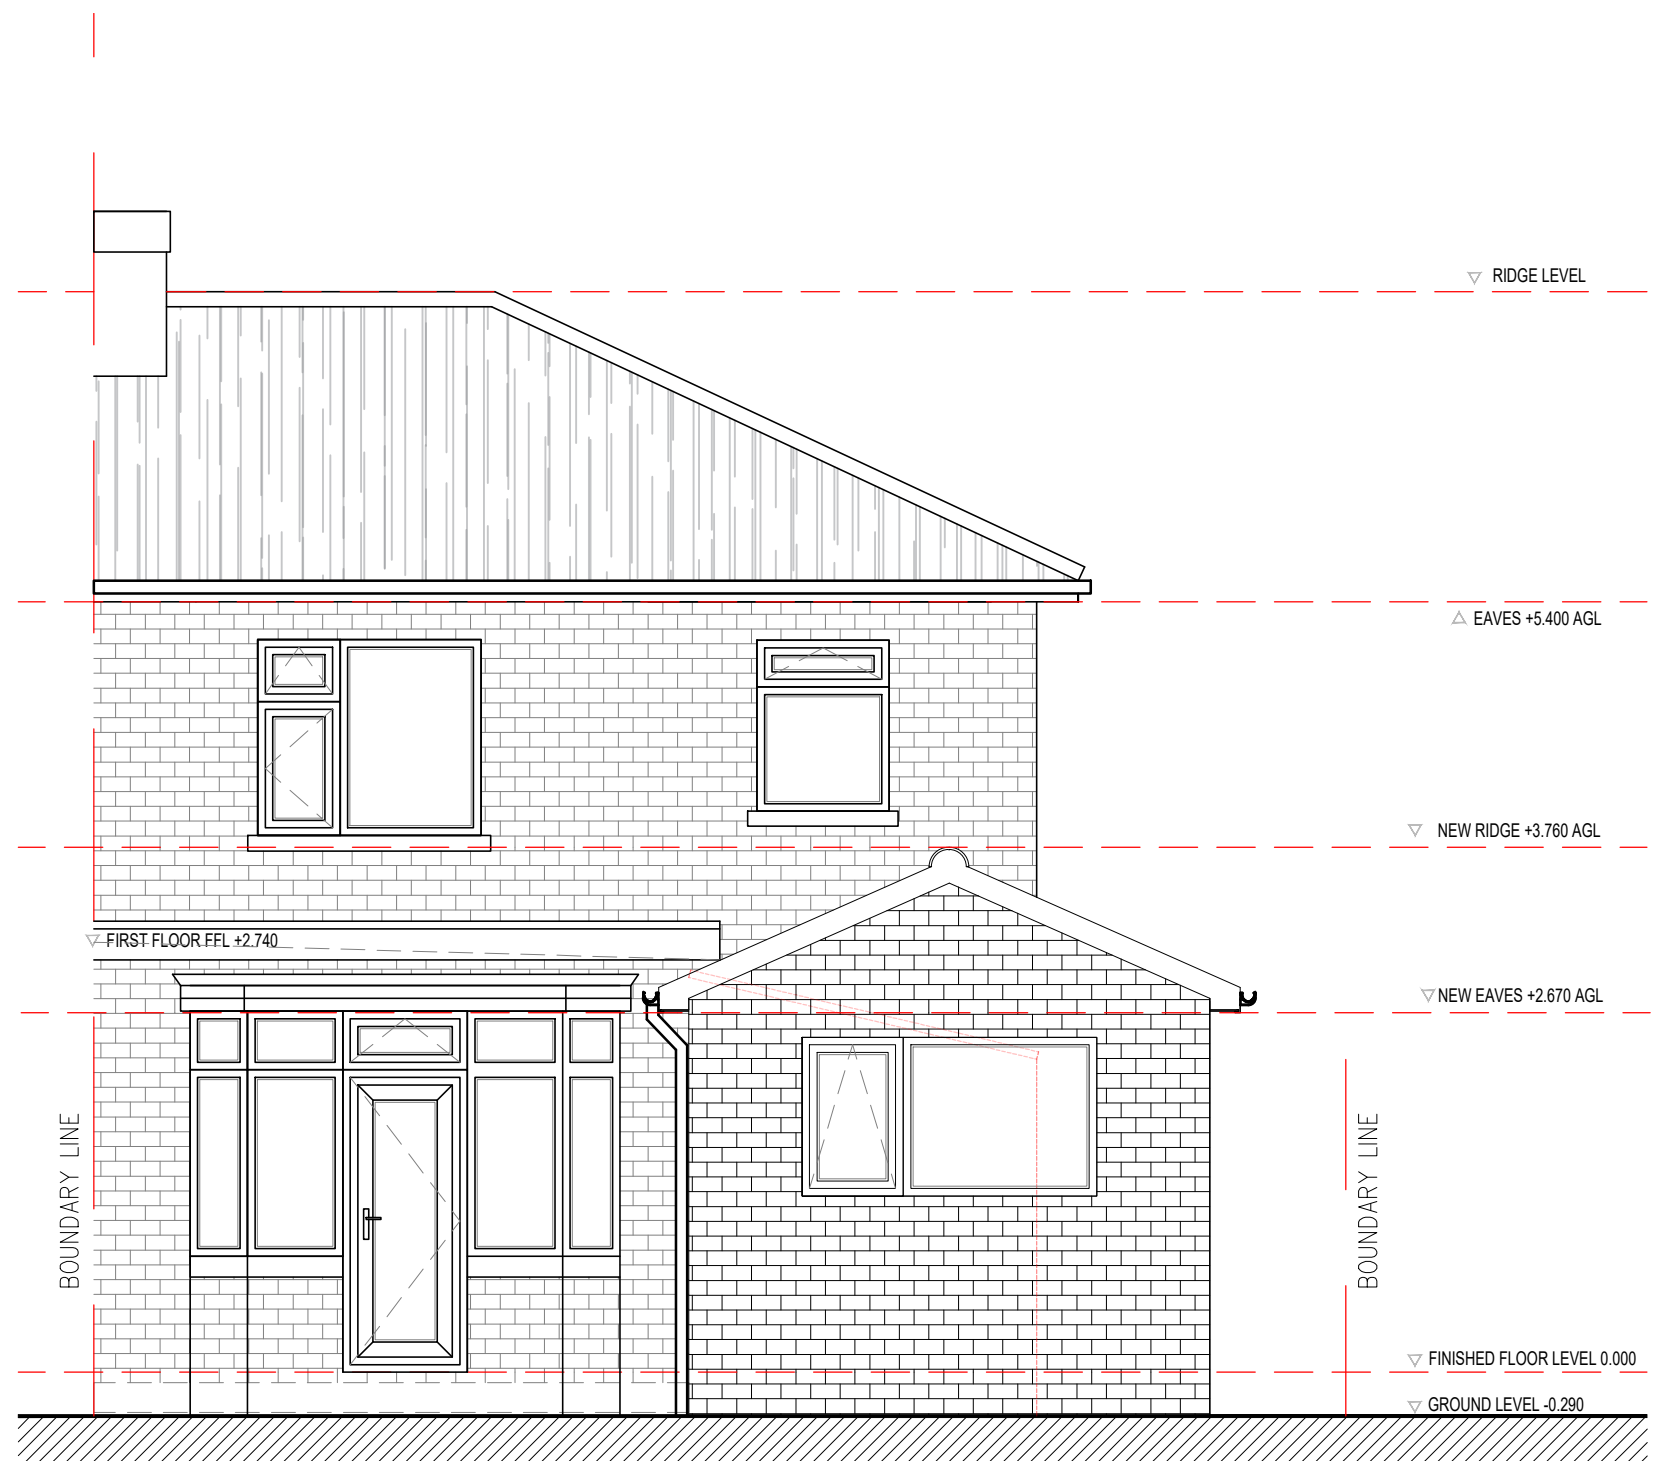 RIDGE LEVEL
EAVES +5.400 AGL
NEW RIDGE +3.760 AGL
FIRST FLOOR FFL +2.740
NEW EAVES +2.670 AGL
BOUNDARY LINE
BOUNDARY LINE
FINISHED FLOOR LEVEL 0.000
GROUND LEVEL -0.290